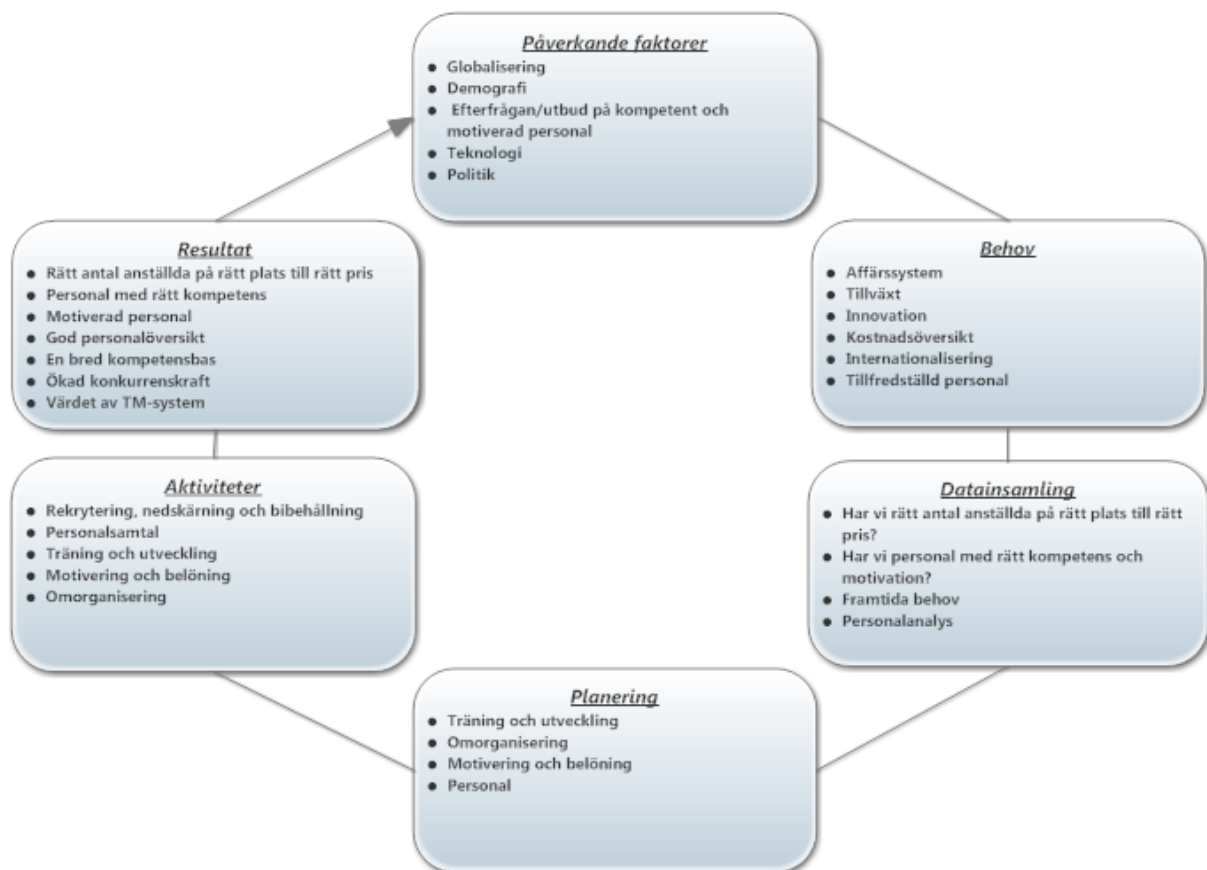 Påverkande faktorer
● Globalisering
● Demografi
● Efterfrågan/utbud på kompetent och
motiverad personal
● Teknologi
● Politik
Behov
● Affärssystem
● Tillväxt
● Innovation
● Kostnadsöversikt
● Internationalisering
● Tillfredställd personal
Datainsamling
● Har vi rätt antal anställda på rätt plats till rätt
pris?
● Har vi personal med rätt kompetens och
motivation?
● Framtida behov
● Personalanalys
Planering
● Träning och utveckling
● Omorganisering
● Motivering och belöning
● Personal
Aktiviteter
● Rekrytering, nedskärning och bibehållning
● Personalsamtal
● Träning och utveckling
● Motivering och belöning
● Omorganisering
Resultat
● Rätt antal anställda på rätt plats till rätt pris
● Personal med rätt kompetens
● Motiverad personal
● God personalöversikt
● En bred kompetensbas
● Ökad konkurrenskraft
● Värdet av TM-system